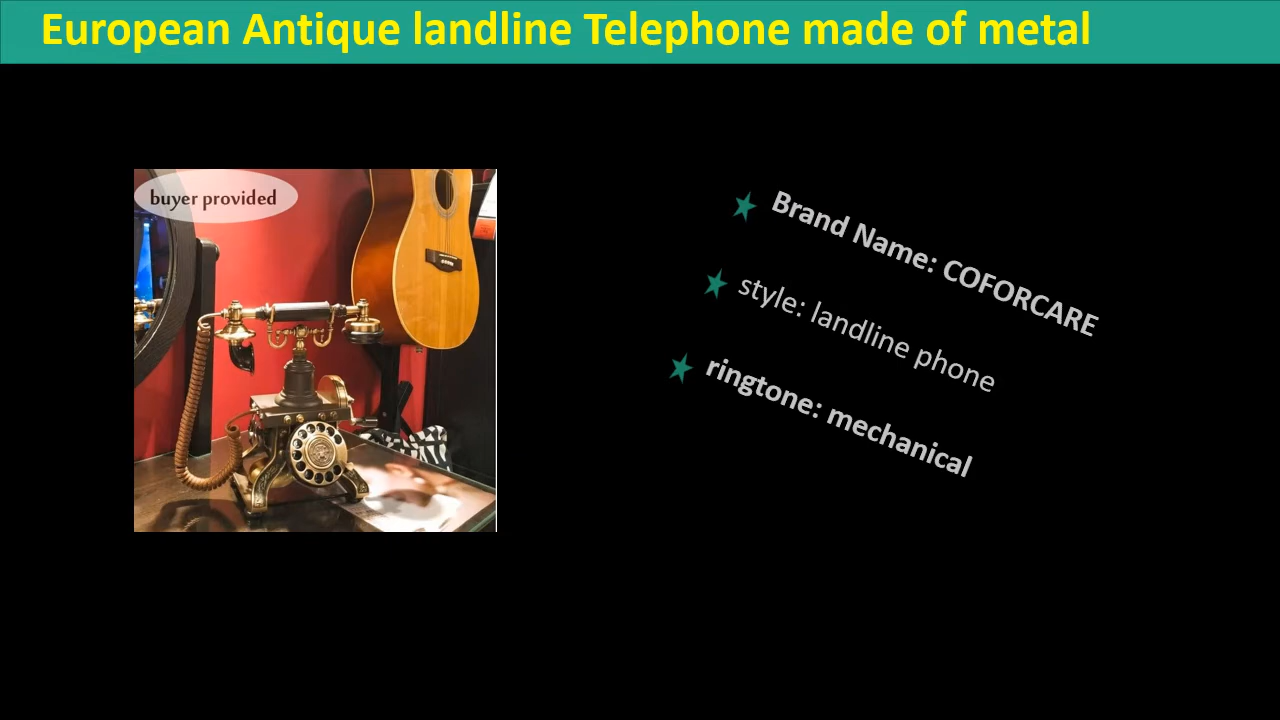 European Antique landline Telephone made of metal
buyer provided
Brand Name: COFORCARE
style: landline phone
ringtone: mechanical